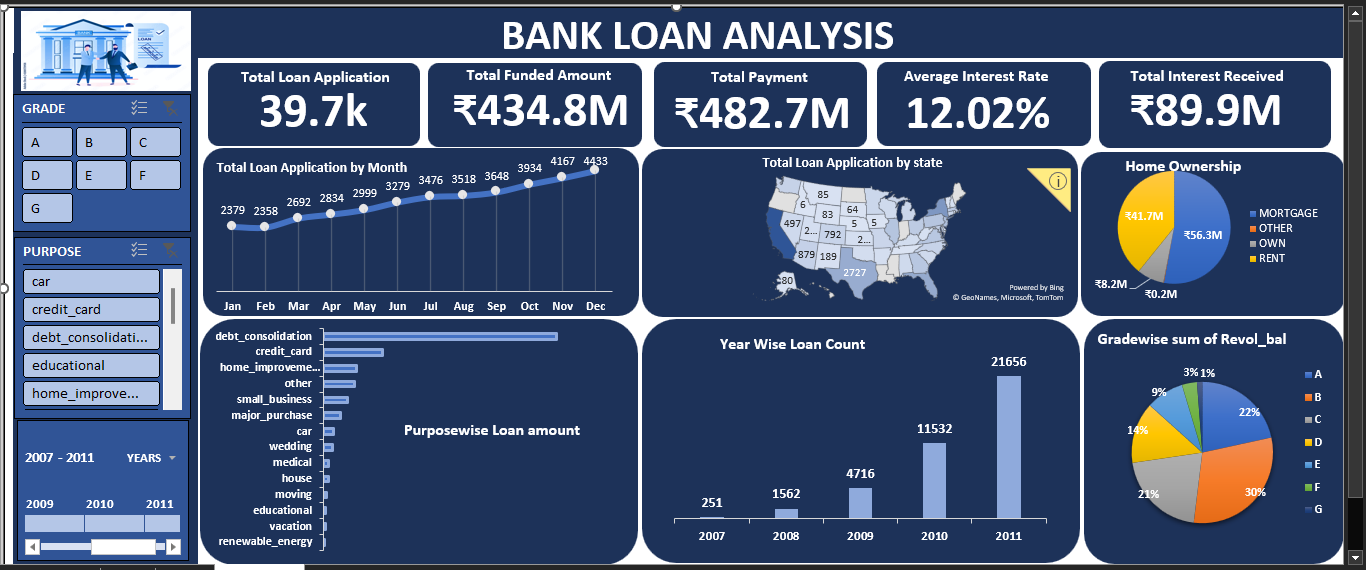 BANK LOAN ANALYSIS
LOAN
Total Loan Application
39.7k
Total Funded Amount
₹434.8M
Total Payment
₹482.7M
Average Interest Rate
12.02%
Total Interest Received
₹89.9M
GRADE
A B C
D E F
G
PURPOSE
car
credit_card
debt_consolidati...
educational
home_improve...
2007 - 2011 YEARS
2009 2010 2011
Total Loan Application by Month
2379 2358 2692 2834 2999 3279 3476 3518 3648 3934 4167 4433
Jan Feb Mar Apr May Jun Jul Aug Sep Oct Nov Dec
Total Loan Application by state
85
6
83
64
497
2...
792
5
5
2...
879
189
2727
80
Powered by Bing
© GeoNames, Microsoft, TomTom
Home Ownership
₹41.7M
₹56.3M
₹8.2M
₹0.2M
MORTGAGE
OTHER
OWN
RENT
debt_consolidation
credit_card
home_improveme...
other
small_business
major_purchase
car
wedding
medical
house
moving
educational
vacation
renewable_energy
Purposewise Loan amount
Year Wise Loan Count
251 1562 4716 11532 21656
2007 2008 2009 2010 2011
Gradewise sum of Revol_bal
3% 1%
9%
22%
14%
21%
30%
A
B
C
D
E
F
G